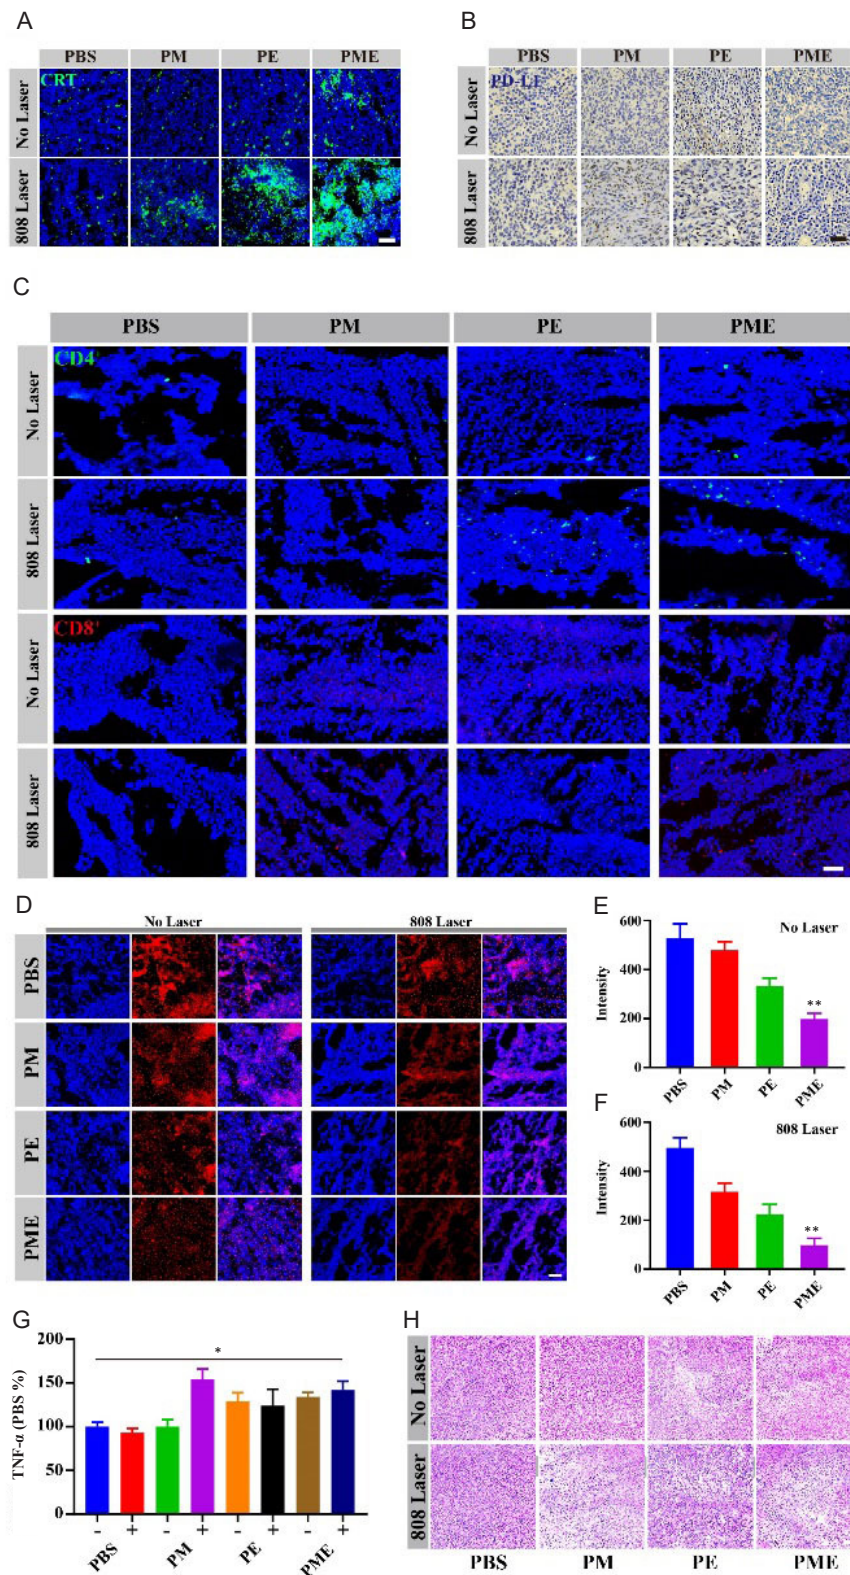 A
PBS PM PE PME
No Laser
CRT
808 Laser
B
PBS PM PE PME
No Laser
PD-L1
808 Laser
C
PBS PM PE PME
No Laser
CD4+
808 Laser
No Laser
CD8+
808 Laser
D
No Laser 808 Laser
PBS
PM
PE
PME
E
600
400
200
0
Intensity
No Laser
**
PBS PM PE PME
F
600
400
200
0
Intensity
808 Laser
**
PBS PM PE PME
G
200
150
100
50
0
TNF-α (PBS %)
*
- + - + - + - +
PBS PM PE PME
H
No Laser
808 Laser
PBS PM PE PME